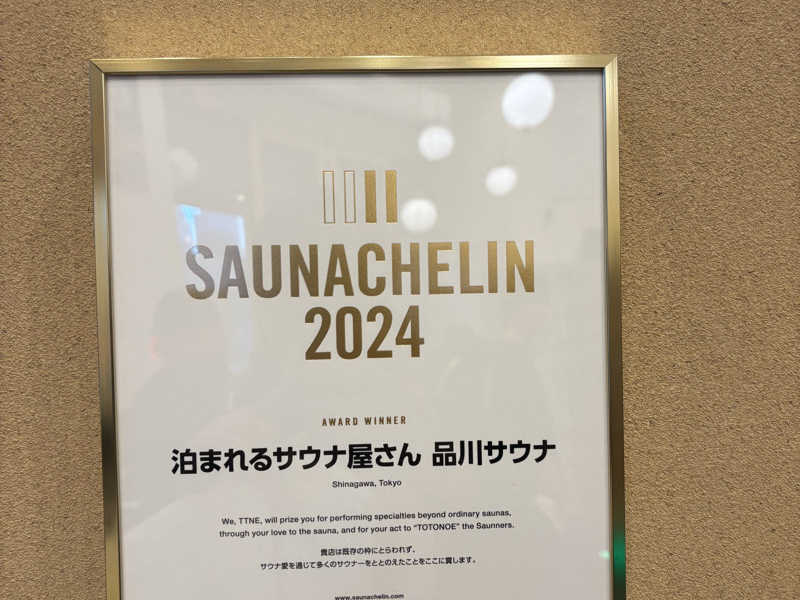 SAUNACHELIN
2024
AWARD WINNER
泊まれるサウナ屋さん 品川サウナ
Shinagawa, Tokyo
We, TTNE, will prize you for performing specialties beyond ordinary saunas,
through your love to the sauna, and for your act to “TOTONOE” the Saunners.
貴店は既存の枠にとらわれず、
サウナ愛を通じて多くのサウナーをととのえたことをここに賞します。
www.saunachelin.com